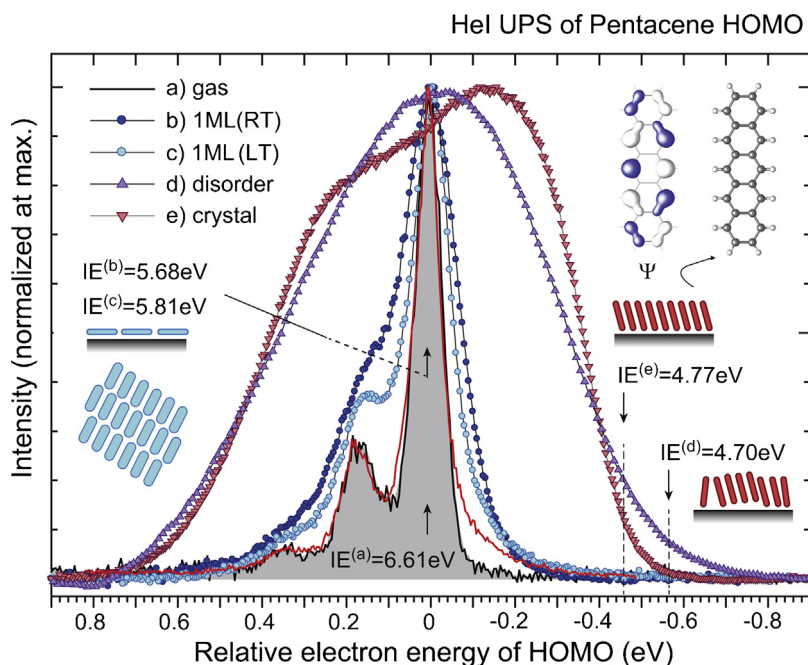 HeI UPS of Pentacene HOMO
a) gas
b) 1ML(RT)
c) 1ML (LT)
d) disorder
e) crystal
IE(b)=5.68eV
IE(c)=5.81eV
Ψ
IE(e)=4.77eV
IE(d)=4.70eV
IE(a)=6.61eV
Intensity (normalized at max.)
0.8 0.6 0.4 0.2 0 -0.2 -0.4 -0.6 -0.8
Relative electron energy of HOMO (eV)